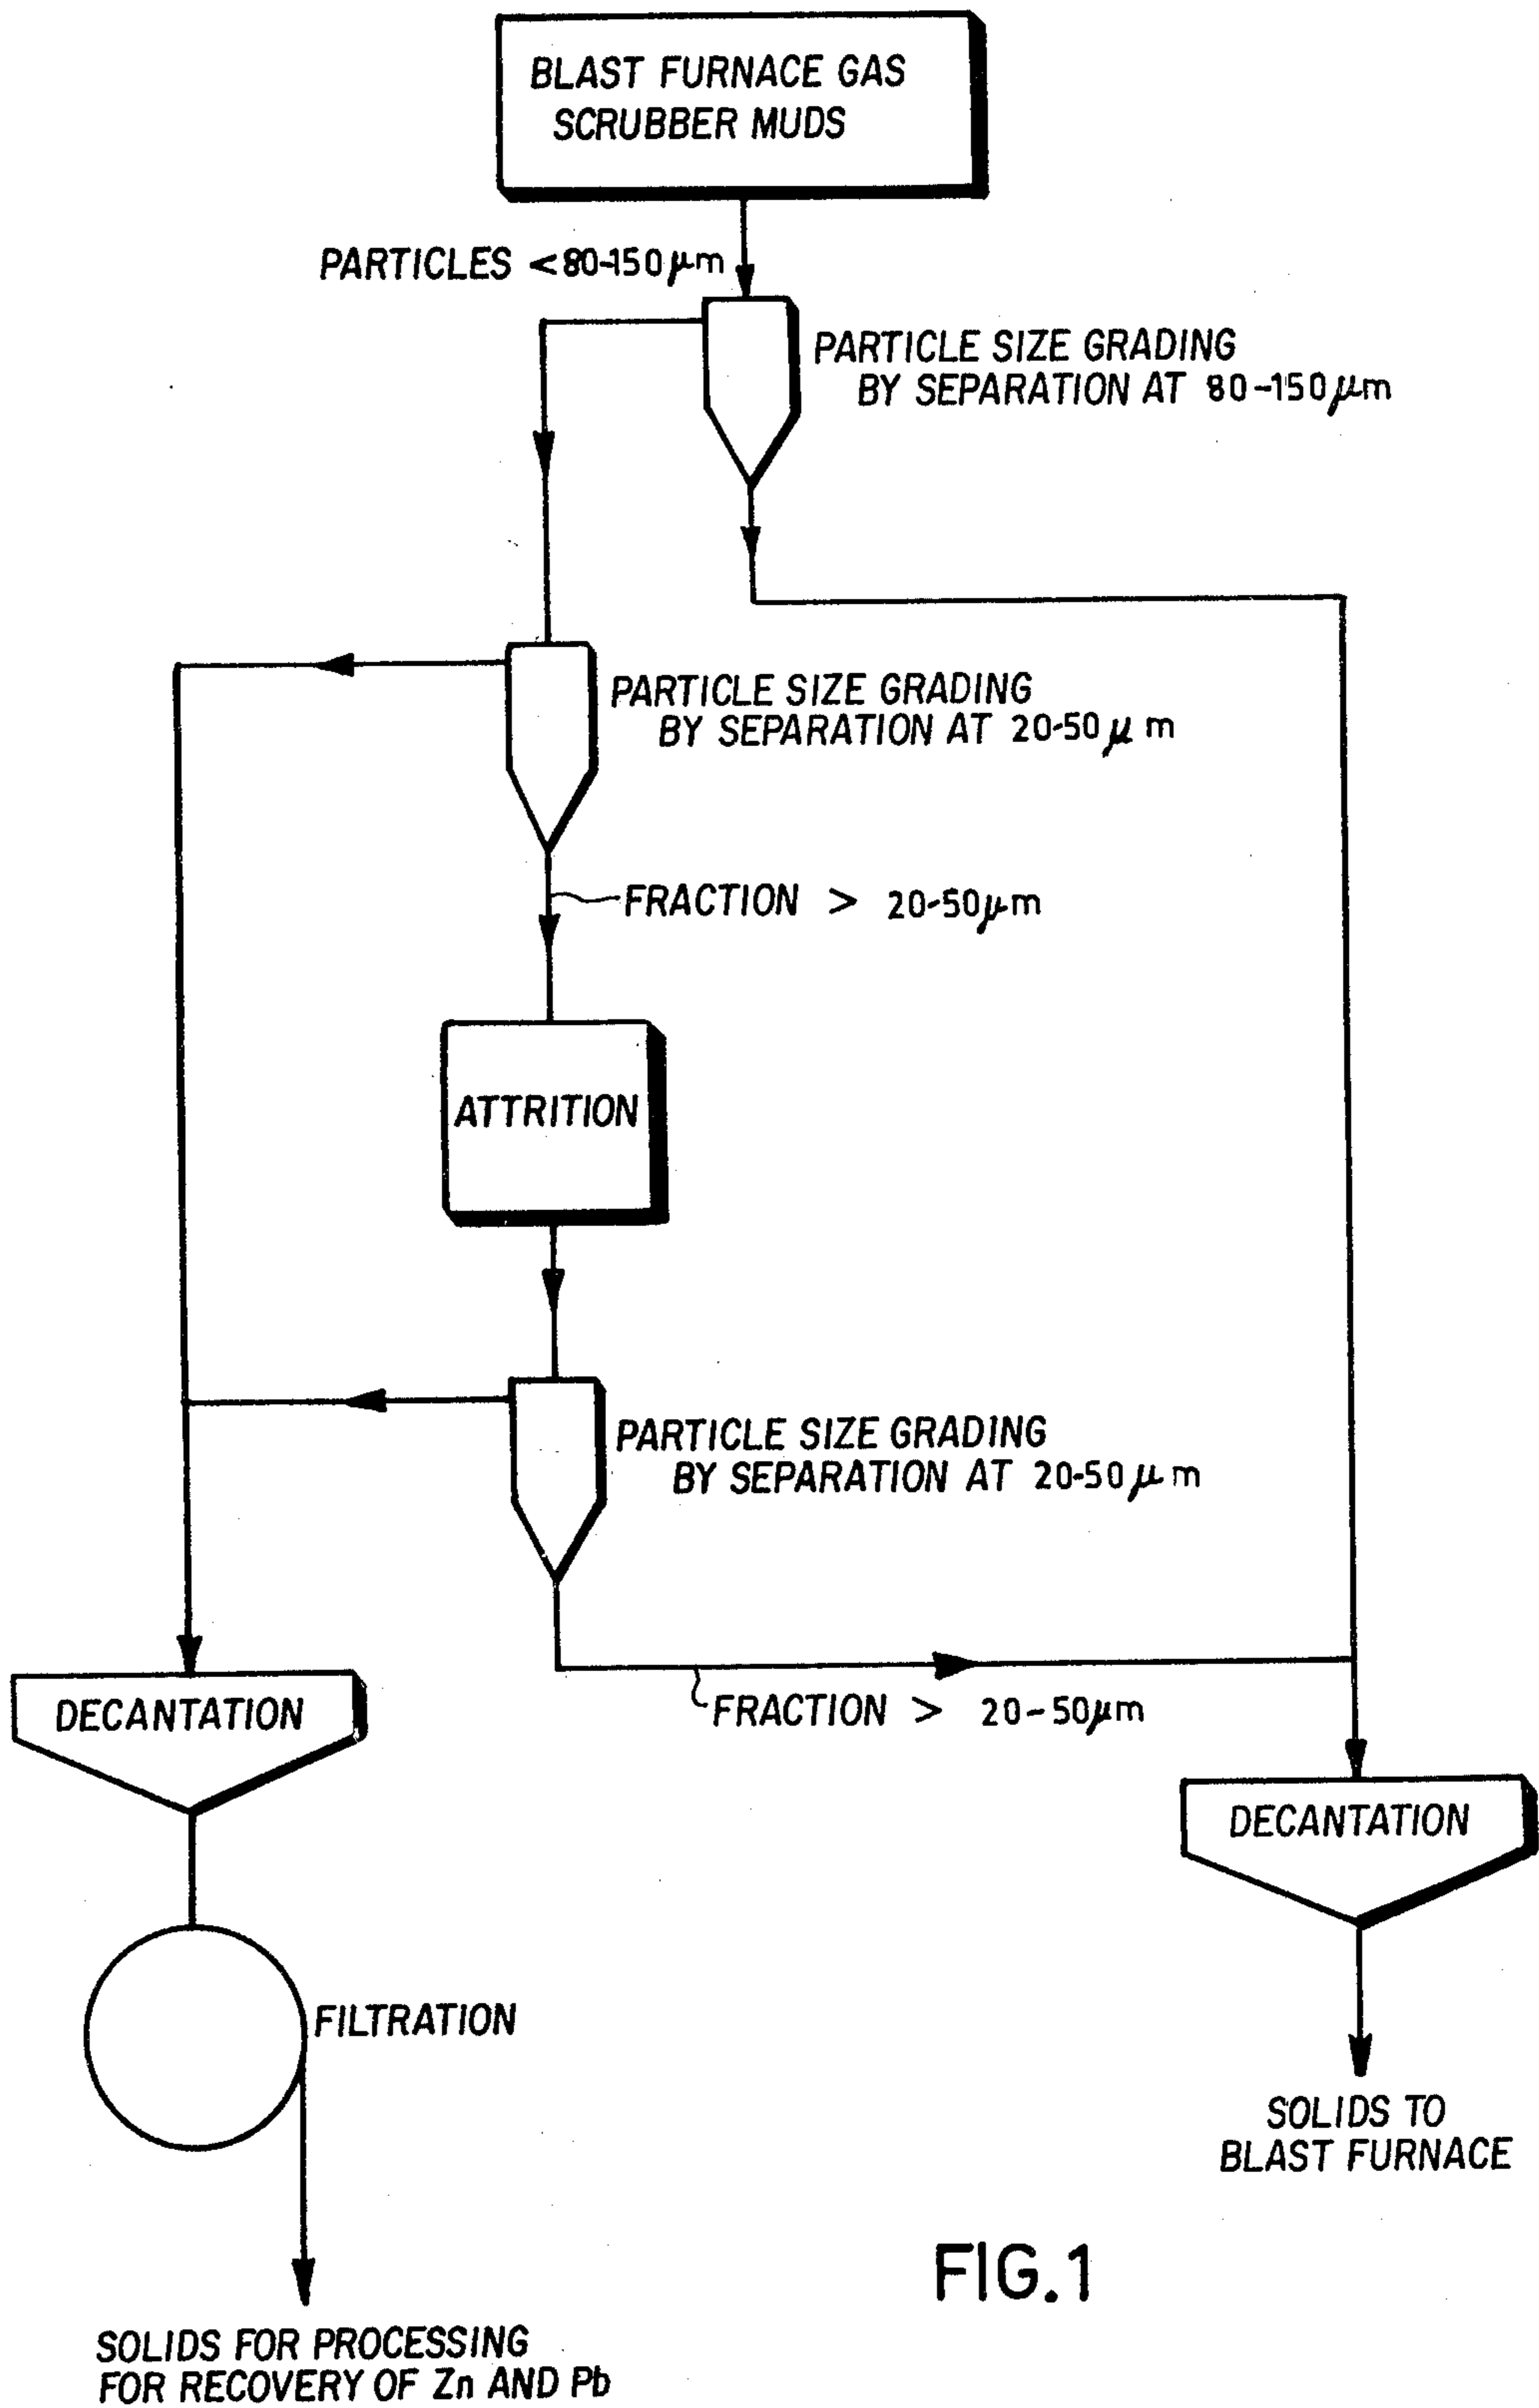 BLAST FURNACE GAS
SCRUBBER MUDS
PARTICLES <80-150μm
PARTICLE SIZE GRADING
BY SEPARATION AT 80-150μm
PARTICLE SIZE GRADING
BY SEPARATION AT 20-50μm
FRACTION > 20-50μm
ATTRITION
PARTICLE SIZE GRADING
BY SEPARATION AT 20-50μm
FRACTION > 20-50μm
DECANTATION
DECANTATION
FILTRATION
SOLIDS TO
BLAST FURNACE
FIG.1
SOLIDS FOR PROCESSING
FOR RECOVERY OF Zn AND Pb